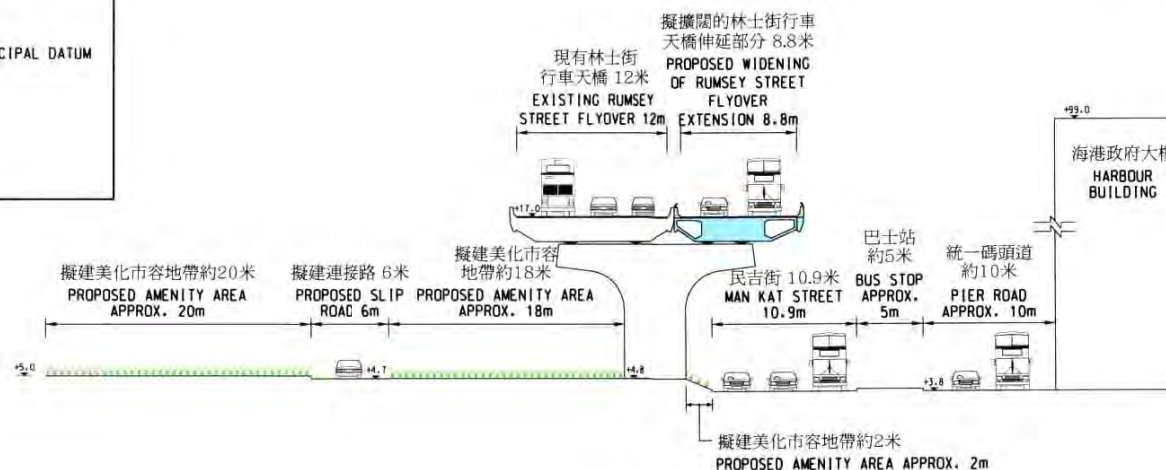 CIPAL DATUM
現有林士街
行車天橋 12米
EXISTING RUMSEY
STREET FLYOVER 12m
擬擴闊的林士街行車
天橋伸延部分 8.8米
PROPOSED WIDENING
OF RUMSEY STREET
FLYOVER
EXTENSION 8.8m
+99.0
海港政府大樓
HARBOUR
BUILDING
+17.0
擬建美化市容地帶約20米
PROPOSED AMENITY AREA
APPROX. 20m
擬建連接路 6米
PROPOSED SLIP
ROAD 6m
擬建美化市容
地帶約18米
PROPOSED AMENITY AREA
APPROX. 18m
民吉街 10.9米
MAN KAT STREET
10.9m
巴士站
約5米
BUS STOP
APPROX.
5m
統一碼頭道
約10米
PIER ROAD
APPROX. 10m
+5.0
+4.7
+4.8
+3.8
擬建美化市容地帶約2米
PROPOSED AMENITY AREA APPROX. 2m